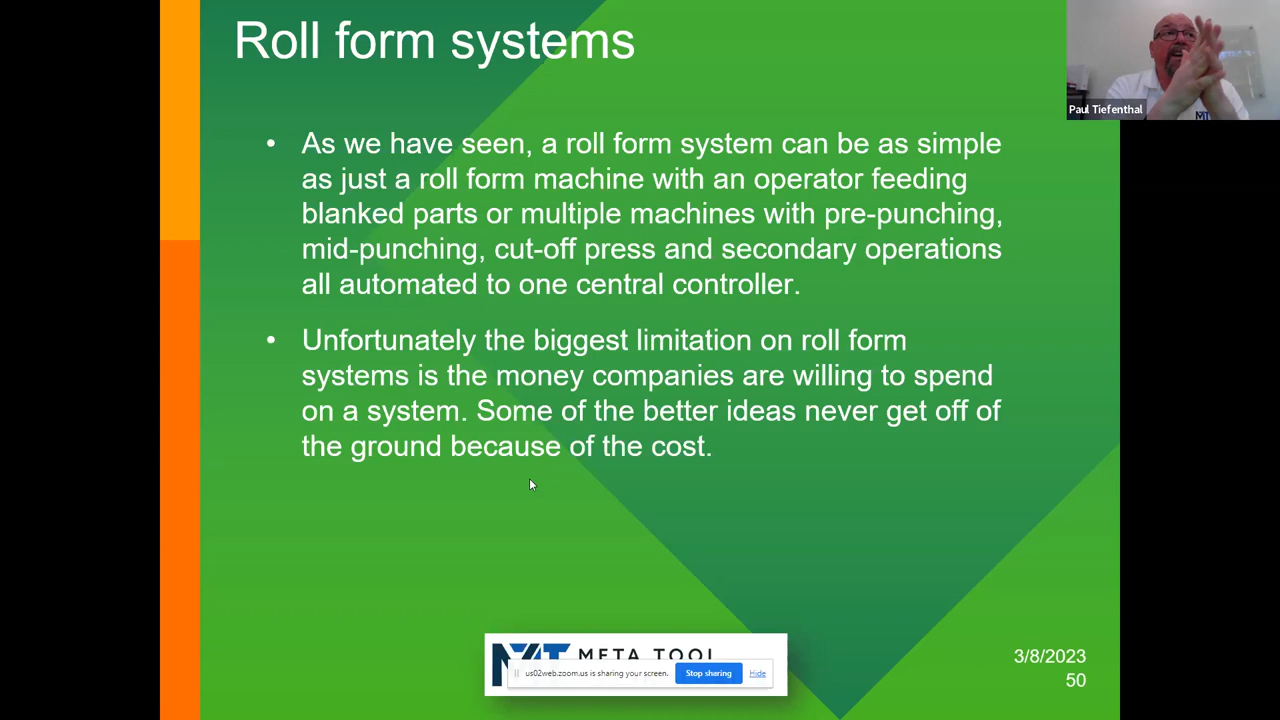 Roll form systems
Paul Tiefenthal
• As we have seen, a roll form system can be as simple
as just a roll form machine with an operator feeding
blanked parts or multiple machines with pre-punching,
mid-punching, cut-off press and secondary operations
all automated to one central controller.
• Unfortunately the biggest limitation on roll form
systems is the money companies are willing to spend
on a system. Some of the better ideas never get off of
the ground because of the cost.
META TOOL
us02web.zoom.us is sharing your screen. Stop sharing Hide
3/8/2023
50